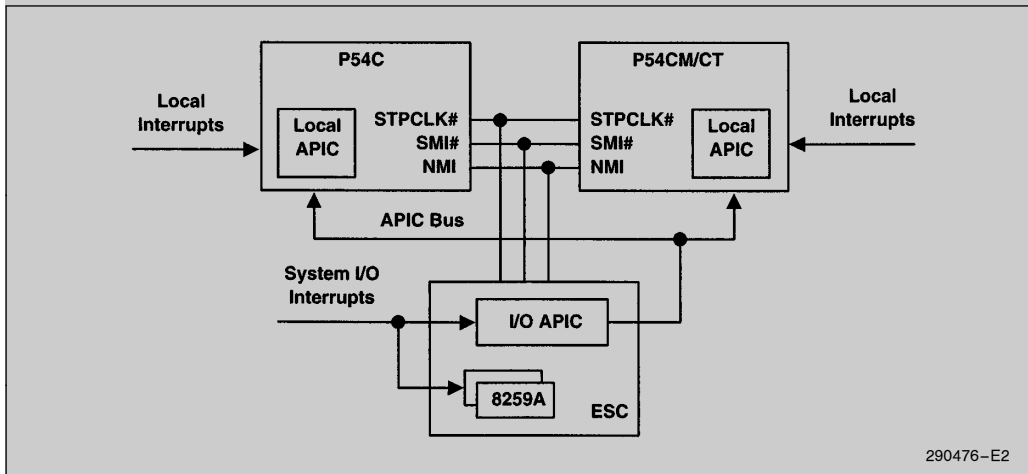 P54C
P54CM/CT
Local
Interrupts
Local
APIC
STPCLK#
SMI#
NMI
STPCLK#
SMI#
NMI
Local
APIC
Local
Interrupts
APIC Bus
System I/O
Interrupts
I/O APIC
8259A
ESC
290476–E2